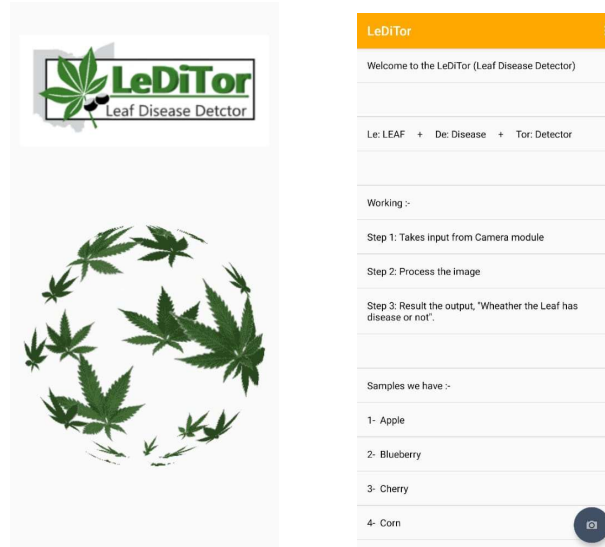 LeDiTor
Leaf Disease Detctor
LeDiTor
Welcome to the LeDiTor (Leaf Disease Detector)
Le: LEAF + De: Disease + Tor: Detector
Working :-
Step 1: Takes input from Camera module
Step 2: Process the image
Step 3: Result the output, "Wheather the Leaf has
disease or not".
Samples we have :-
1- Apple
2- Blueberry
3- Cherry
4- Corn